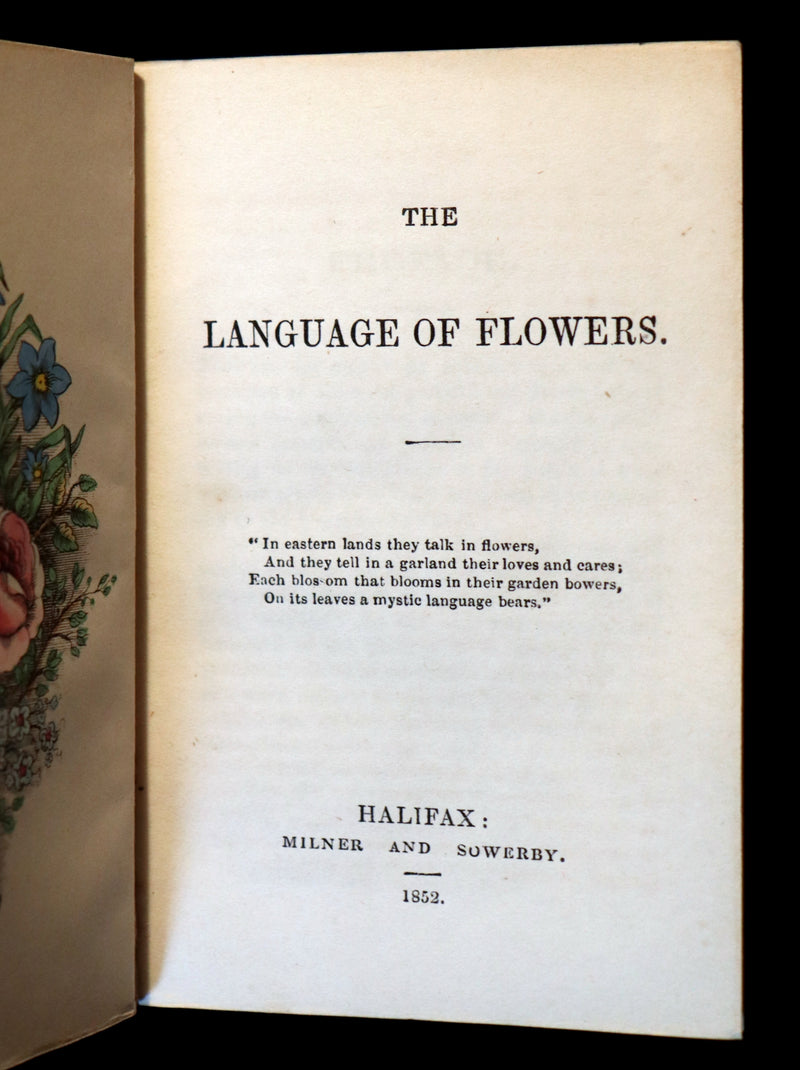 THE
LANGUAGE OF FLOWERS.
“In eastern lands they talk in flowers,
And they tell in a garland their loves and cares;
Each blossom that blooms in their garden bowers,
On its leaves a mystic language bears.”
HALIFAX:
MILNER AND SOWERBY.
1852.